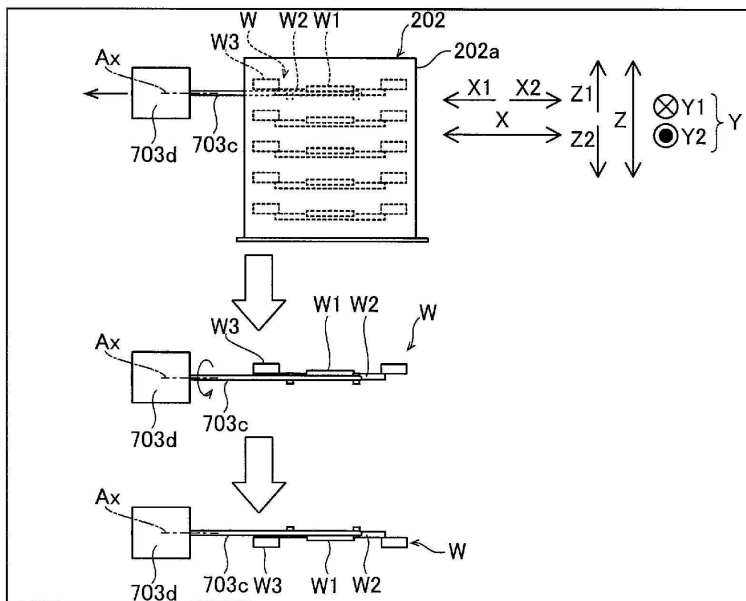 W W2 W1 202
W3 202a
Ax
X1 X2 Z1 Y1
X Z Y
Z2 Y2
703d 703c
W1 W2
W3 W
Ax
703d 703c
Ax
703d 703c W3 W1 W2 W